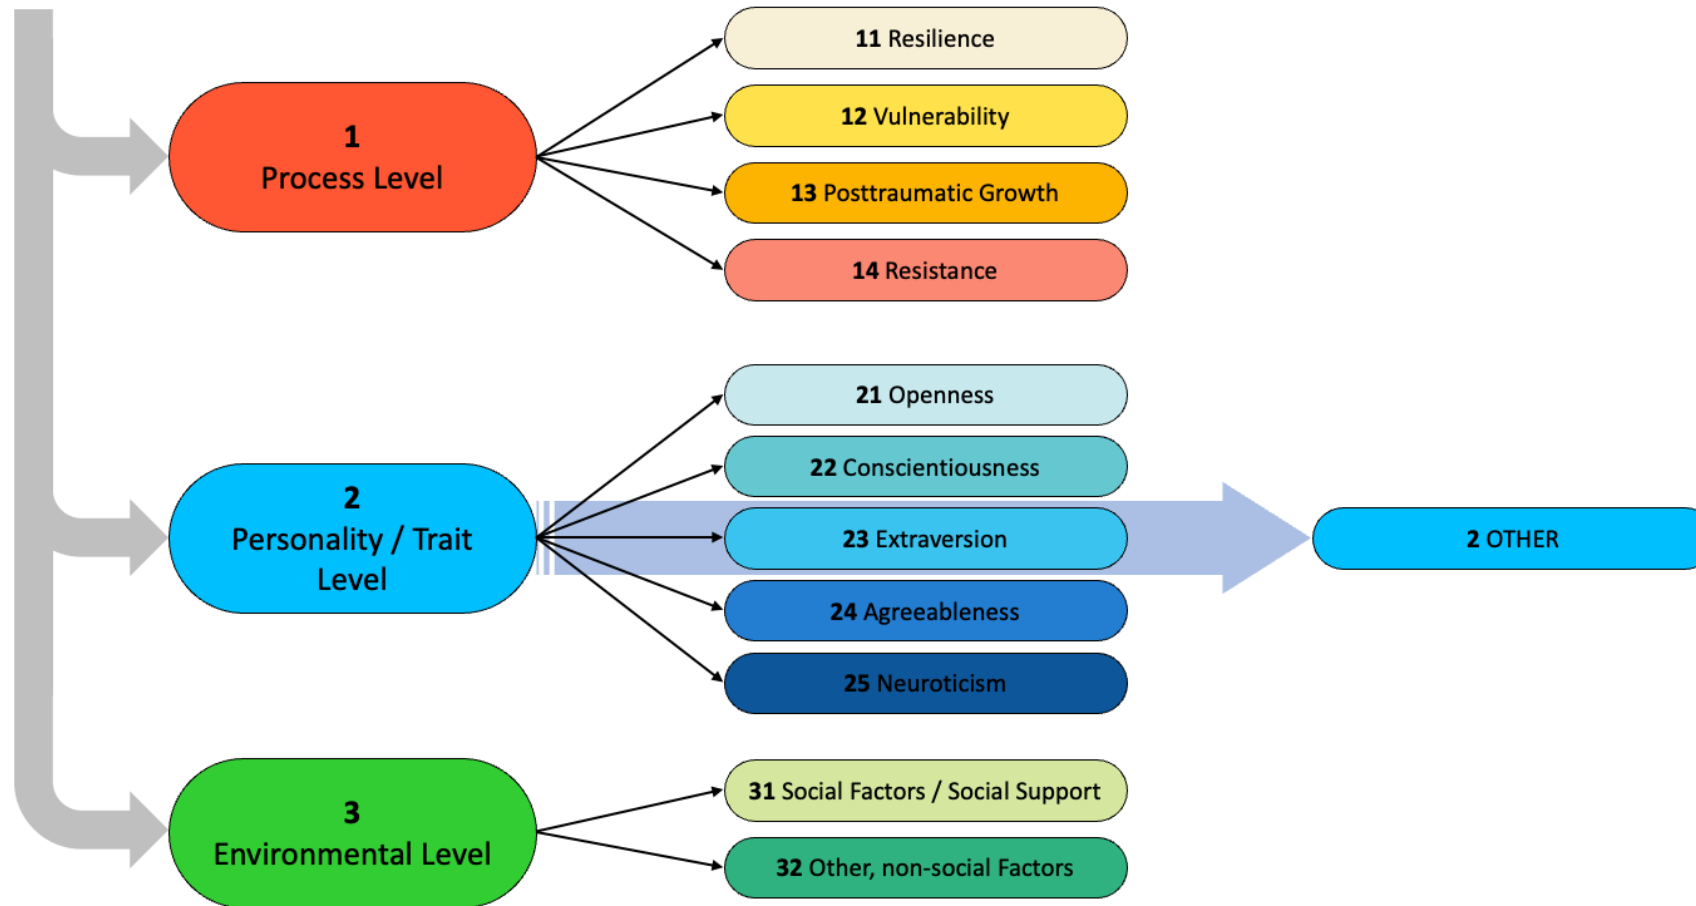 1
Process Level
11 Resilience
12 Vulnerability
13 Posttraumatic Growth
14 Resistance
2
Personality / Trait
Level
21 Openness
22 Conscientiousness
23 Extraversion
24 Agreeableness
25 Neuroticism
2 OTHER
3
Environmental Level
31 Social Factors / Social Support
32 Other, non-social Factors